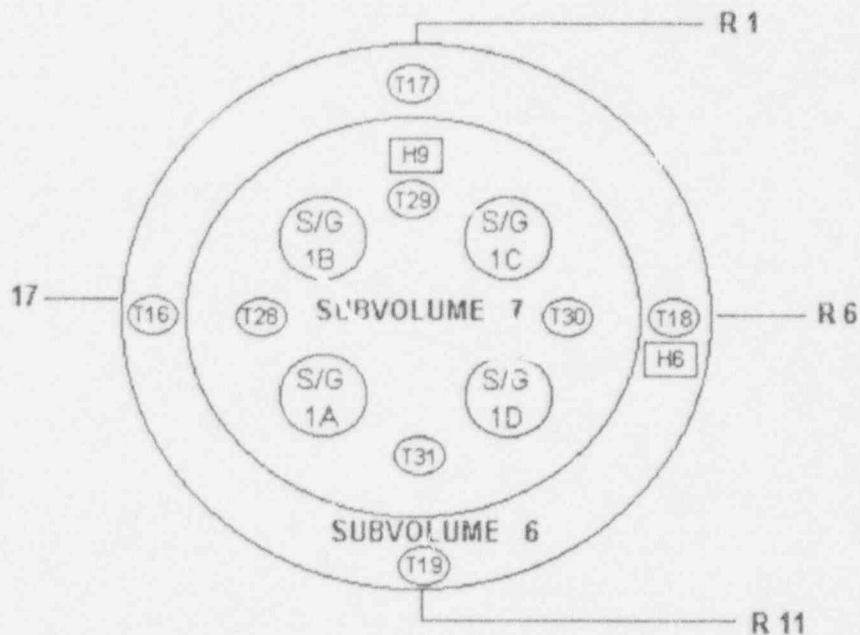 R 1
T17
H9
T29
S/G
1B
S/G
1C
17
T16
T28
SUBVOLUME 7
T30
T18
R 6
H6
S/G
1A
S/G
1D
T31
SUBVOLUME 6
T19
R 11